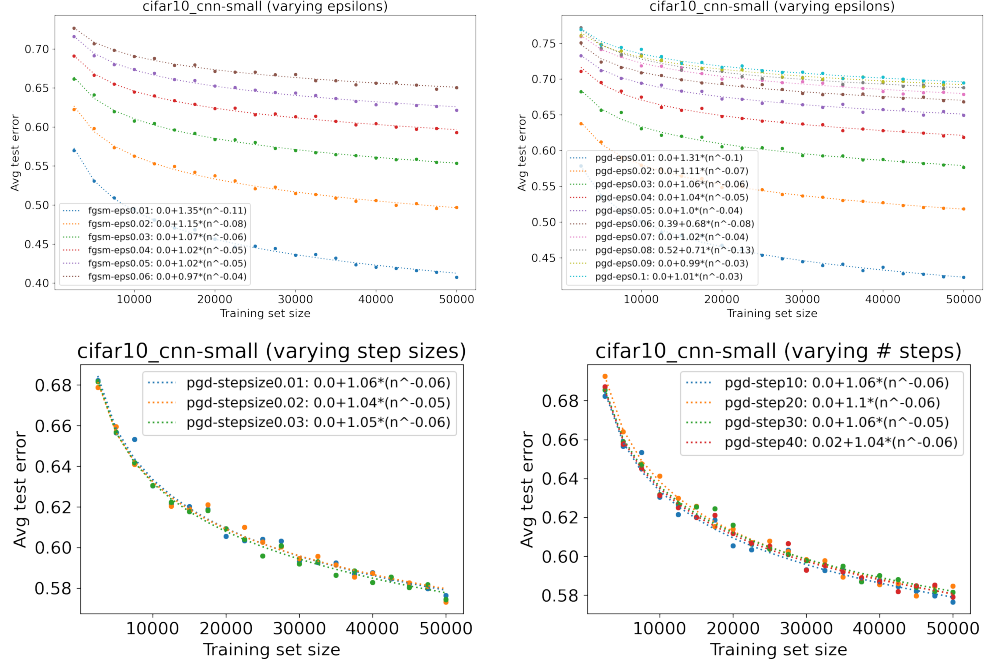 cifar10_cnn-small (varying epsilons)
Avg test error
0.70
0.65
0.60
0.55
0.50
0.45
0.40
fgsm-eps0.01: 0.0+1.35*(n^-0.11)
fgsm-eps0.02: 0.0+1.15*(n^-0.08)
fgsm-eps0.03: 0.0+1.07*(n^-0.06)
fgsm-eps0.04: 0.0+1.02*(n^-0.05)
fgsm-eps0.05: 0.0+1.02*(n^-0.05)
fgsm-eps0.06: 0.0+0.97*(n^-0.04)
10000 20000 30000 40000 50000
Training set size
cifar10_cnn-small (varying epsilons)
Avg test error
0.75
0.70
0.65
0.60
0.55
0.50
0.45
pgd-eps0.01: 0.0+1.31*(n^-0.1)
pgd-eps0.02: 0.0+1.11*(n^-0.07)
pgd-eps0.03: 0.0+1.06*(n^-0.06)
pgd-eps0.04: 0.0+1.04*(n^-0.05)
pgd-eps0.05: 0.0+1.0*(n^-0.04)
pgd-eps0.06: 0.39+0.68*(n^-0.08)
pgd-eps0.07: 0.0+1.02*(n^-0.04)
pgd-eps0.08: 0.52+0.71*(n^-0.13)
pgd-eps0.09: 0.0+0.99*(n^-0.03)
pgd-eps0.1: 0.0+1.01*(n^-0.03)
10000 20000 30000 40000 50000
Training set size
cifar10_cnn-small (varying step sizes)
Avg test error
0.68
0.66
0.64
0.62
0.60
0.58
pgd-stepsize0.01: 0.0+1.06*(n^-0.06)
pgd-stepsize0.02: 0.0+1.04*(n^-0.05)
pgd-stepsize0.03: 0.0+1.05*(n^-0.06)
10000 20000 30000 40000 50000
Training set size
cifar10_cnn-small (varying # steps)
Avg test error
0.68
0.66
0.64
0.62
0.60
0.58
pgd-step10: 0.0+1.06*(n^-0.06)
pgd-step20: 0.0+1.1*(n^-0.06)
pgd-step30: 0.0+1.06*(n^-0.05)
pgd-step40: 0.02+1.04*(n^-0.06)
10000 20000 30000 40000 50000
Training set size